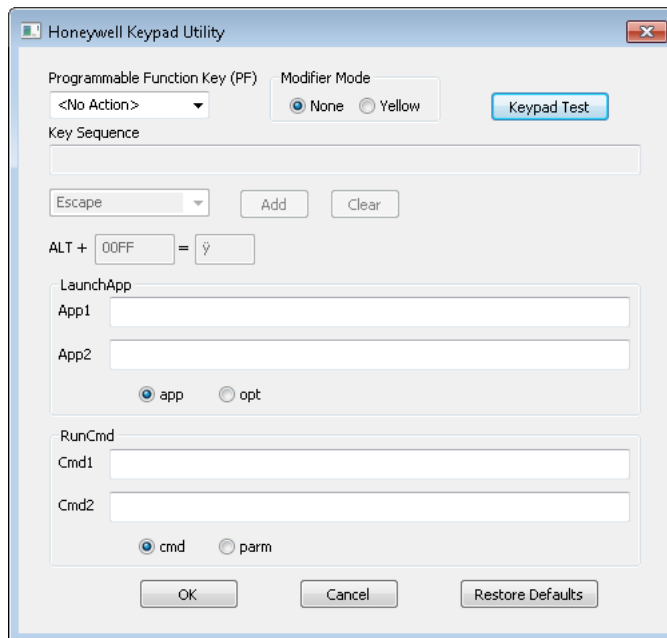 Honeywell Keypad Utility
Programmable Function Key (PF)
Modifier Mode
<No Action>
None
Yellow
Keypad Test
Key Sequence
Escape
Add
Clear
ALT + 00FF = ÿ
LaunchApp
App1
App2
app
opt
RunCmd
Cmd1
Cmd2
cmd
parm
OK
Cancel
Restore Defaults